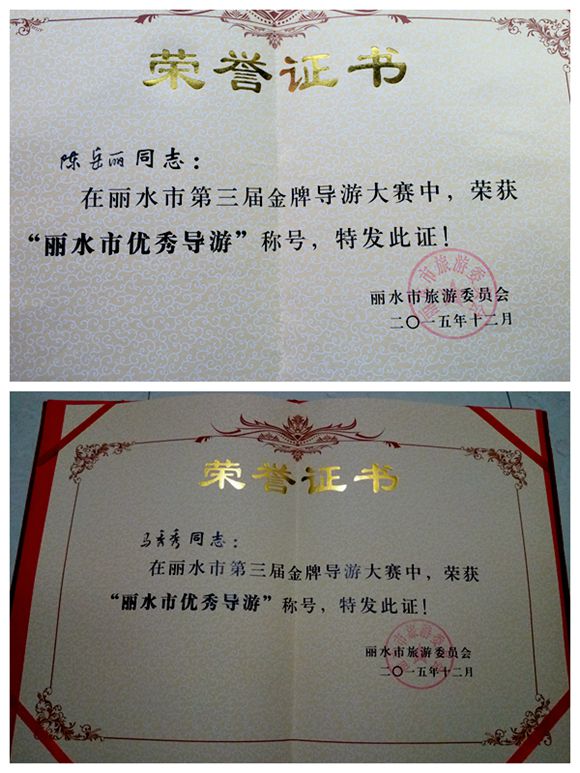 荣誉证书
陈岳丽同志：
在丽水市第三届金牌导游大赛中，荣获
“丽水市优秀导游”称号，特发此证！
丽水市旅游委员会
二〇一五年十二月
荣誉证书
马秀秀同志：
在丽水市第三届金牌导游大赛中，荣获
“丽水市优秀导游”称号，特发此证！
丽水市旅游委员会
二〇一五年十二月